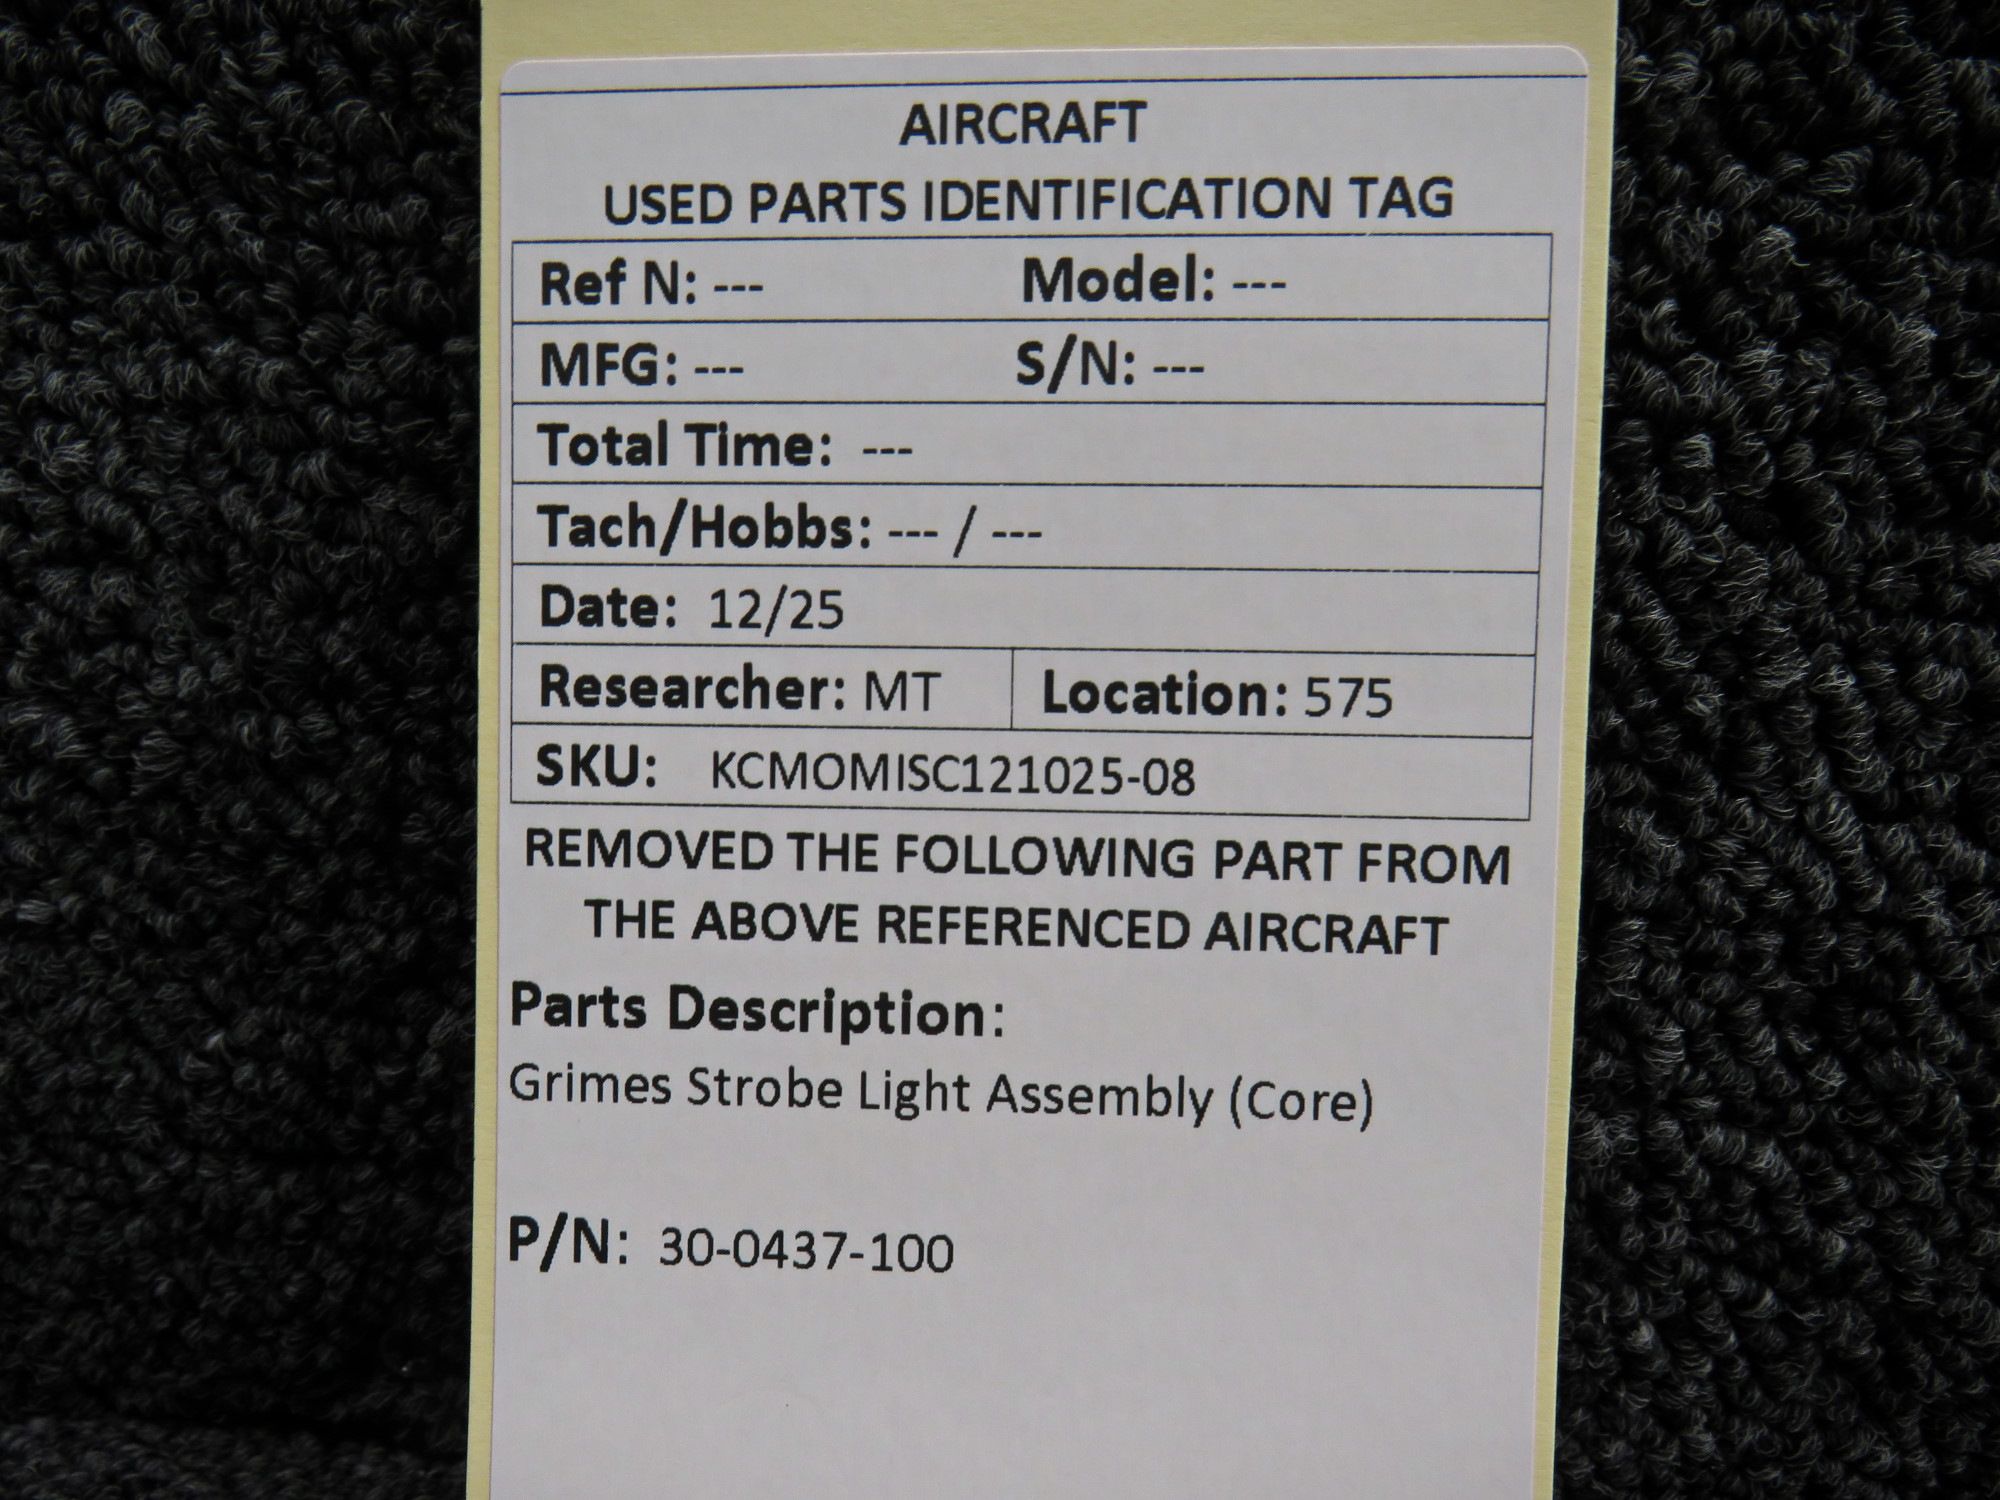 AIRCRAFT
USED PARTS IDENTIFICATION TAG
Ref N: --- Model: ---
MFG: --- S/N: ---
Total Time: ---
Tach/Hobbs: --- / ---
Date: 12/25
Researcher: MT Location: 575
SKU: KCMOMISC121025-08
REMOVED THE FOLLOWING PART FROM
THE ABOVE REFERENCED AIRCRAFT
Parts Description:
Grimes Strobe Light Assembly (Core)
P/N: 30-0437-100